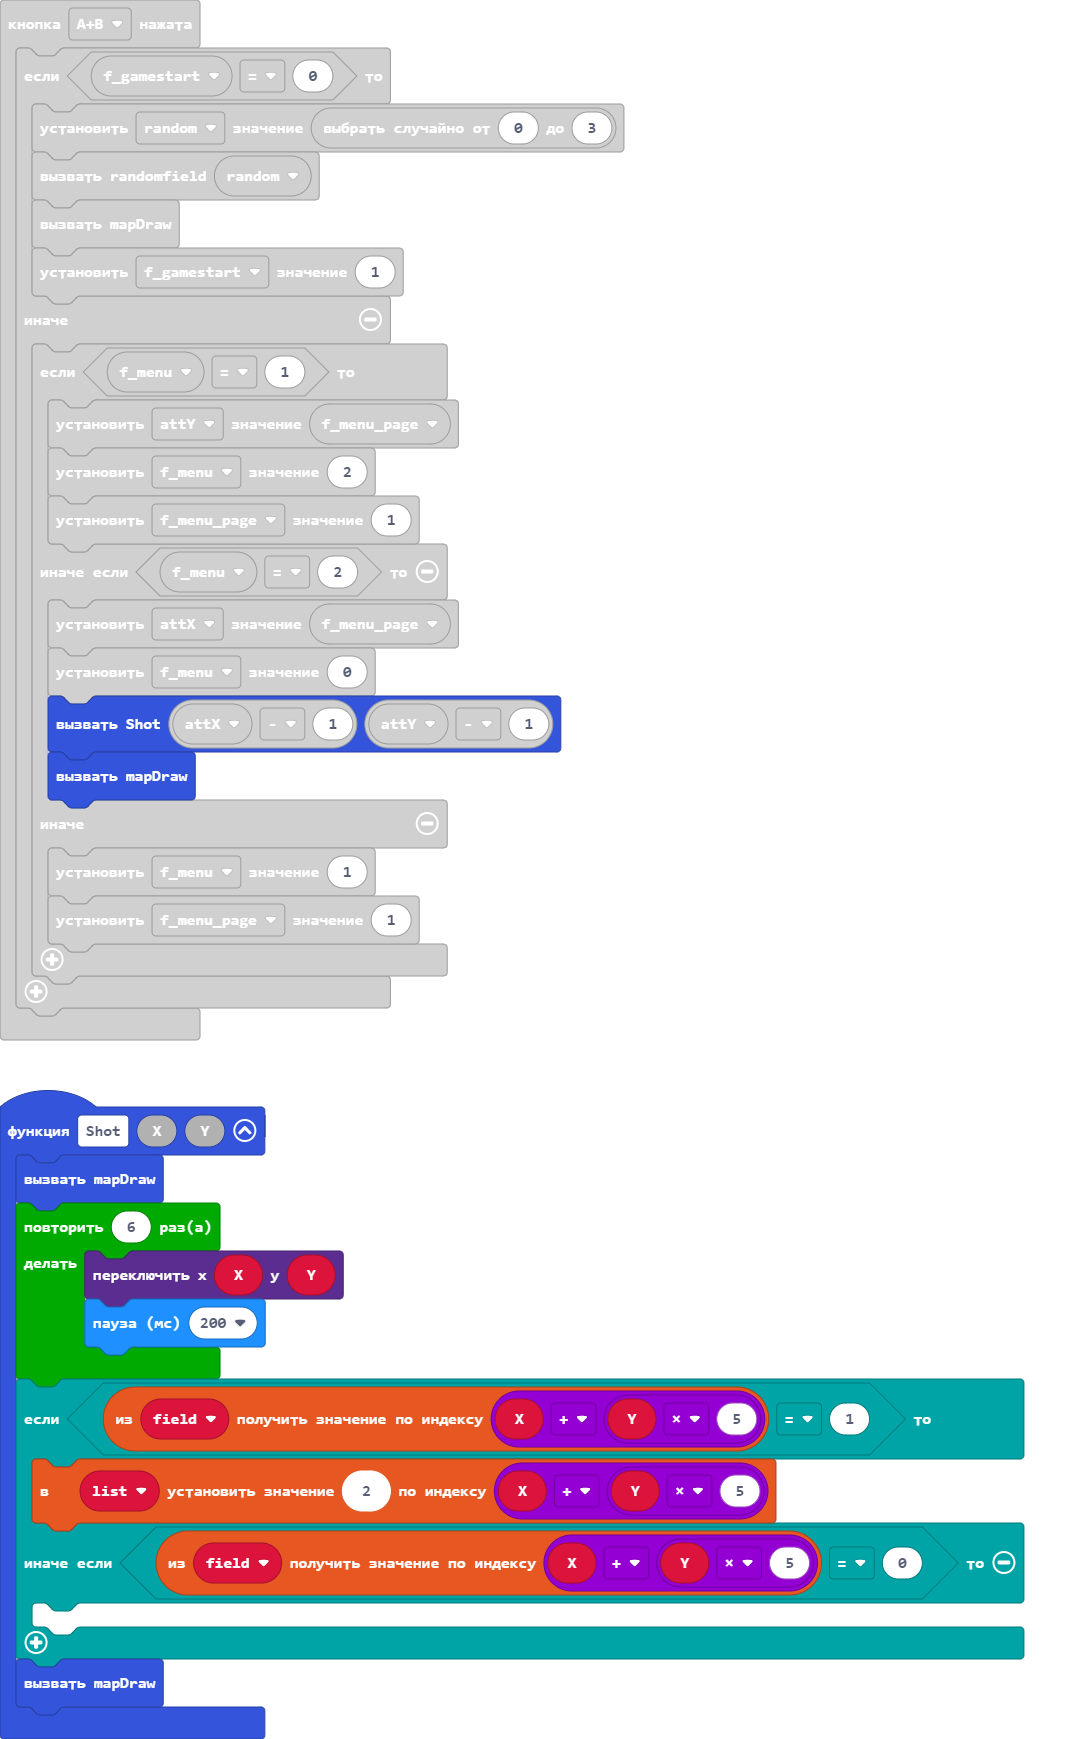 кнопка A+B нажата
если f_gamestart = 0 то
установить random значение выбрать случайно от 0 до 3
вызвать randomfield random
вызвать mapDraw
установить f_gamestart значение 1
иначе
если f_menu = 1 то
установить attY значение f_menu_page
установить f_menu значение 2
установить f_menu_page значение 1
иначе если f_menu = 2 то
установить attX значение f_menu_page
установить f_menu значение 0
вызвать Shot attX - 1 attY - 1
вызвать mapDraw
иначе
установить f_menu значение 1
установить f_menu_page значение 1
функция Shot X Y
вызвать mapDraw
повторить 6 раз(а)
делать
переключить x X y Y
пауза (мс) 200
если из field получить значение по индексу X + Y × 5 = 1 то
в list установить значение 2 по индексу X + Y × 5
иначе если из field получить значение по индексу X + Y × 5 = 0 то
вызвать mapDraw